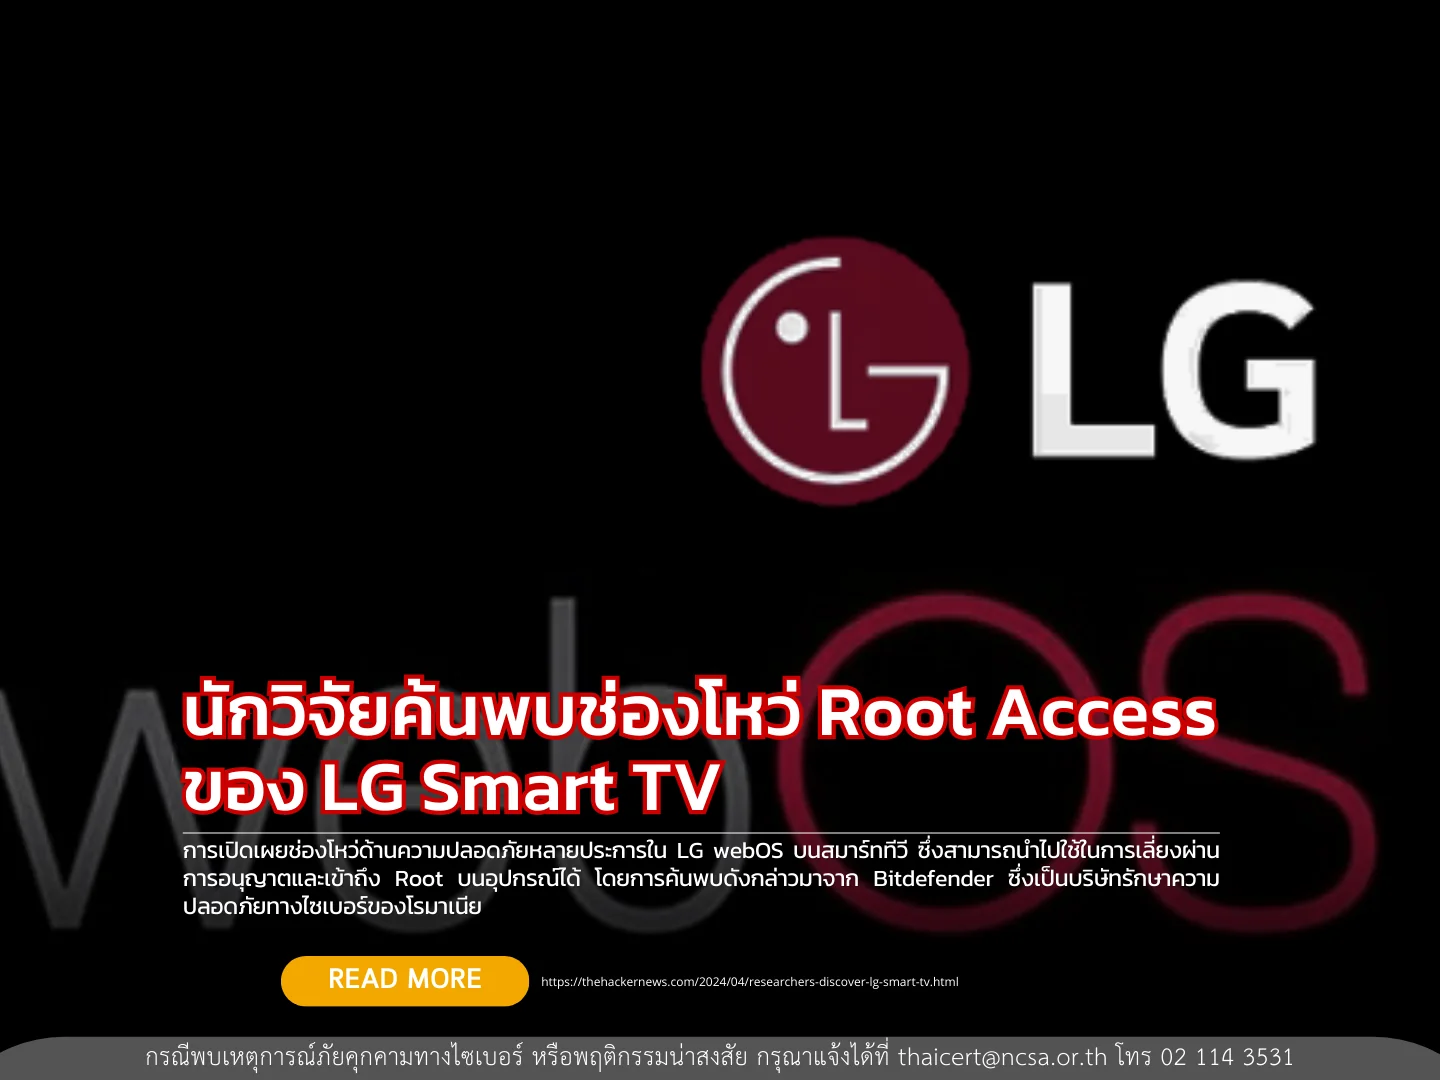 LG
webOS
นักวิจัยค้นพบช่องโหว่ Root Access
ของ LG Smart TV
การเปิดเผยช่องโหว่ด้านความปลอดภัยหลายประการใน LG webOS บนสมาร์ททีวี ซึ่งสามารถนำไปใช้ในการเลี่ยงผ่าน
การอนุญาตและเข้าถึง Root บนอุปกรณ์ได้ โดยการค้นพบดังกล่าวมาจาก Bitdefender ซึ่งเป็นบริษัทรักษาความ
ปลอดภัยทางไซเบอร์ของโรมาเนีย
READ MORE
https://thehackernews.com/2024/04/researchers-discover-lg-smart-tv.html
กรณีพบเหตุการณ์ภัยคุกคามทางไซเบอร์ หรือพฤติกรรมน่าสงสัย กรุณาแจ้งได้ที่ thaicert@ncsa.or.th โทร 02 114 3531